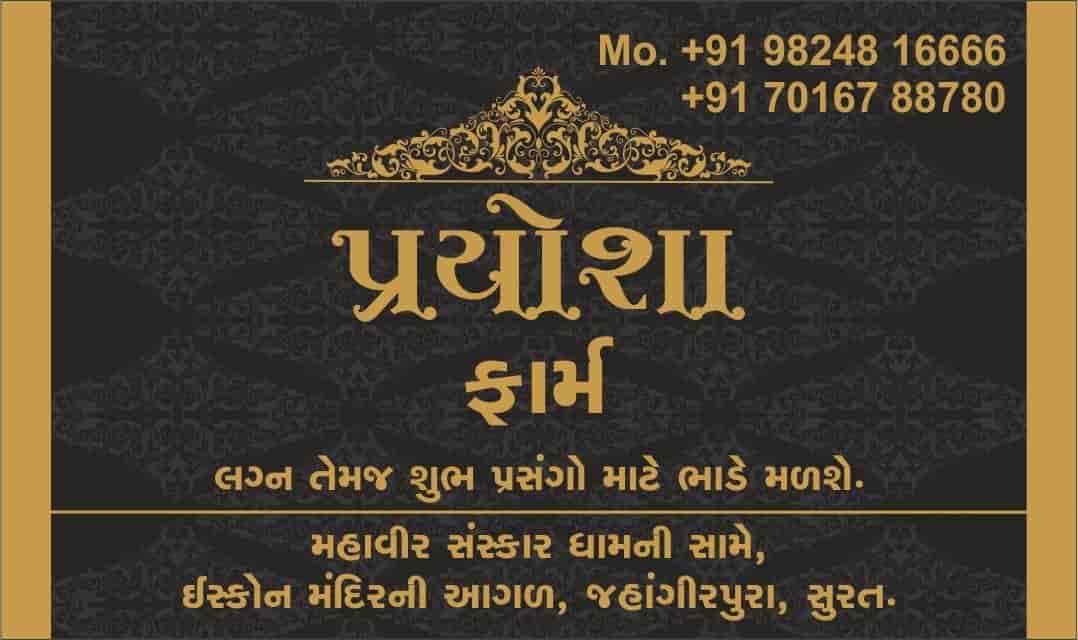 Mo. +91 98248 16666
+91 70167 88780
પ્રયોશા
ફાર્મ
લગ્ન તેમજ શુભ પ્રસંગો માટે ભાડે મળશે.
મહાવીર સંસ્કાર ધામની સામે,
ઈસ્કોન મંદિરની આગળ, જહાંગીરપુરા, સુરત.